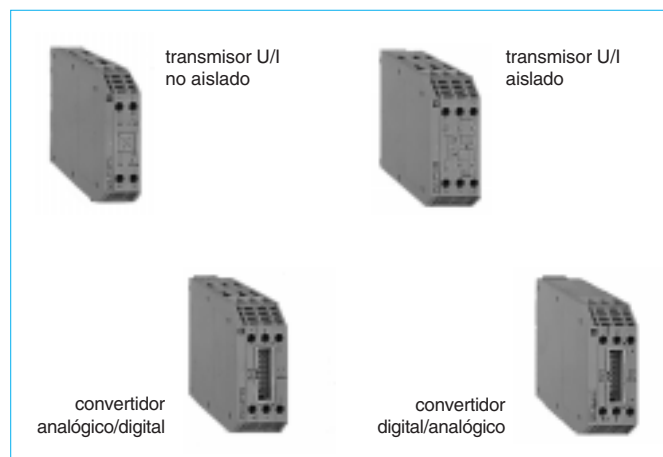 transmisor U/I
no aislado
transmisor U/I
aislado
convertidor
analógico/digital
convertidor
digital/analógico